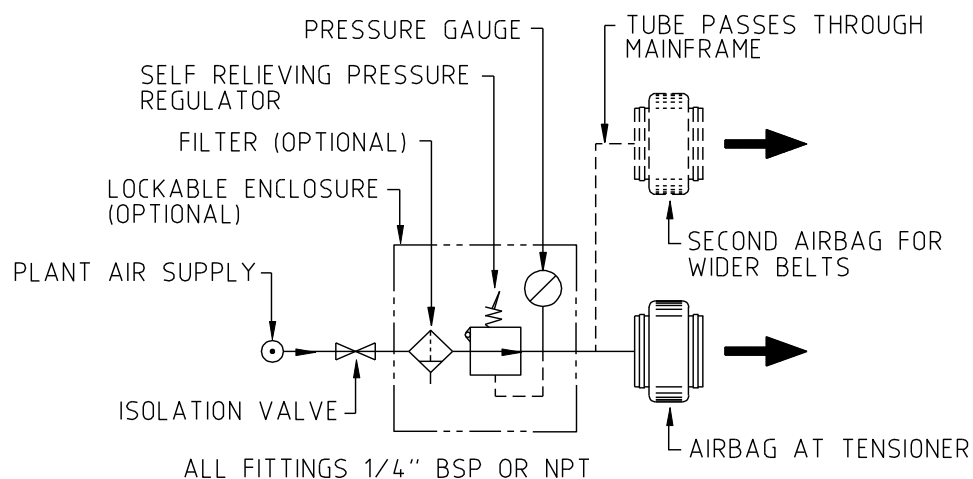 PRESSURE GAUGE
TUBE PASSES THROUGH
MAINFRAME
SELF RELIEVING PRESSURE
REGULATOR
FILTER (OPTIONAL)
LOCKABLE ENCLOSURE
(OPTIONAL)
SECOND AIRBAG FOR
WIDER BELTS
PLANT AIR SUPPLY
ISOLATION VALVE
AIRBAG AT TENSIONER
ALL FITTINGS 1/4" BSP OR NPT